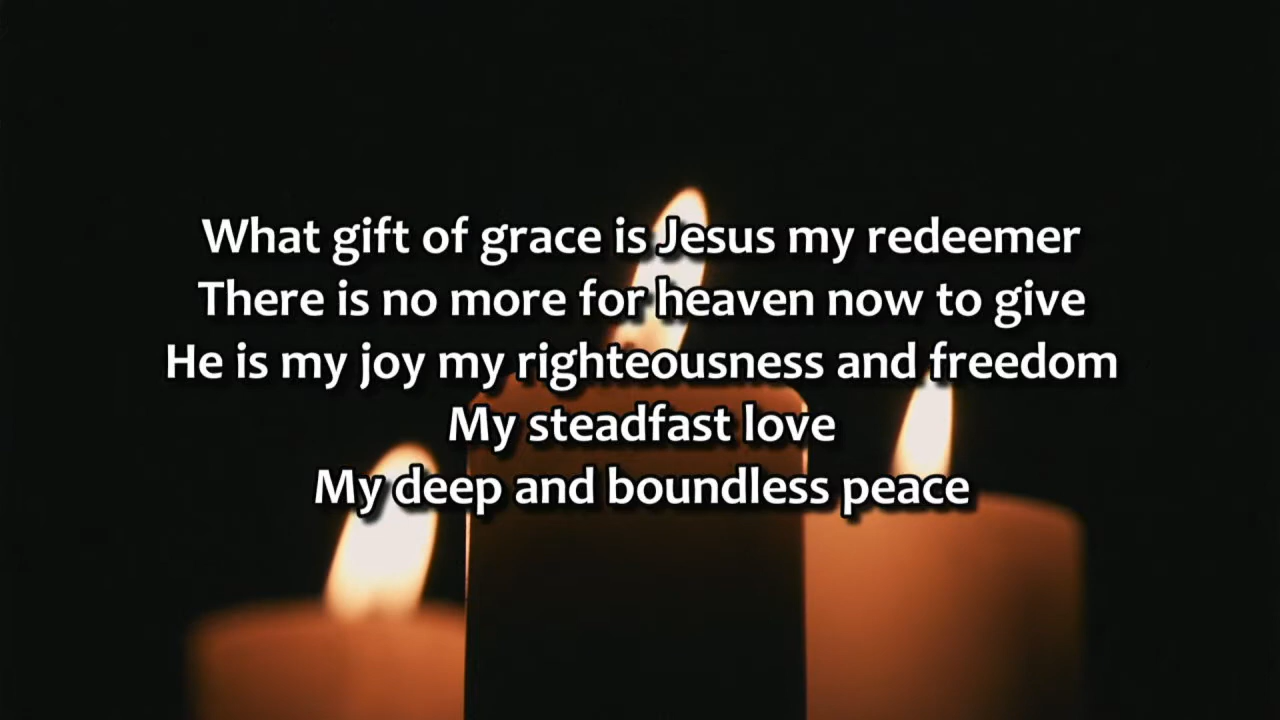 What gift of grace is Jesus my redeemer
There is no more for heaven now to give
He is my joy my righteousness and freedom
My steadfast love
My deep and boundless peace